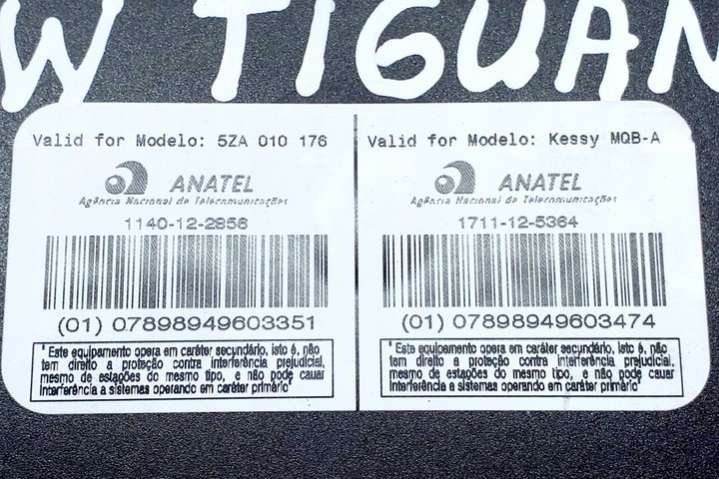 W TIGUAN
Valid for Modelo: 5ZA 010 176
ANATEL
Agência Nacional de Telecomunicações
1140-12-2856
(01) 07898949603351
" Este equipamento opera em caráter secundário, isto é, não
tem direito a proteção contra interferência prejudicial,
mesmo de estações do mesmo tipo, e não pode causar
interferência a sistemas operando em caráter primário"
Valid for Modelo: Kessy MQB-A
ANATEL
Agência Nacional de Telecomunicações
1711-12-5364
(01) 07898949603474
" Este equipamento opera em caráter secundário, isto é, não
tem direito a proteção contra interferência prejudicial,
mesmo de estações do mesmo tipo, e não pode causar
interferência a sistemas operando em caráter primário"